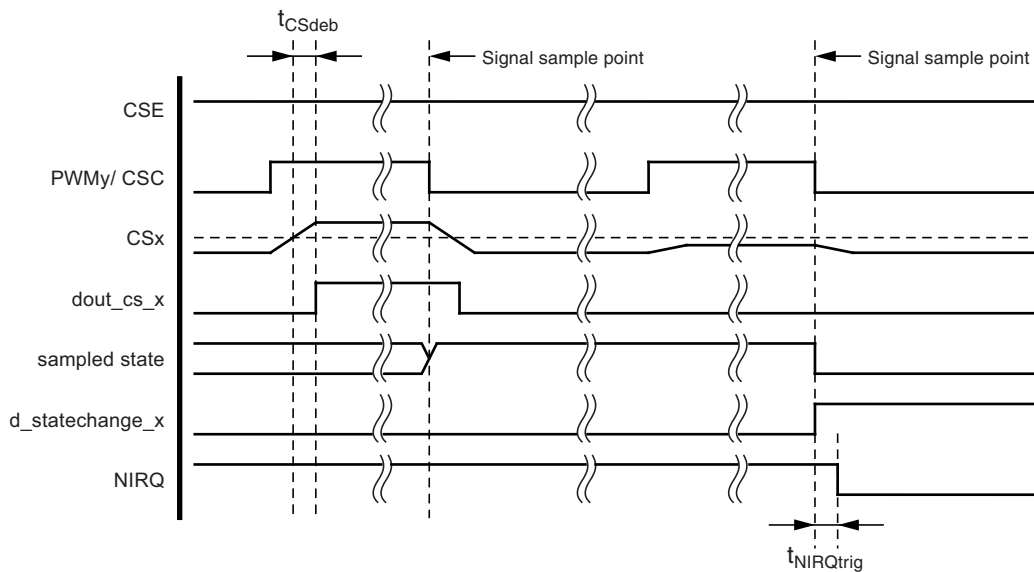 tCSdeb
Signal sample point
Signal sample point
CSE
PWMy/ CSC
CSx
dout_cs_x
sampled state
d_statechange_x
NIRQ
tNIRQtrig